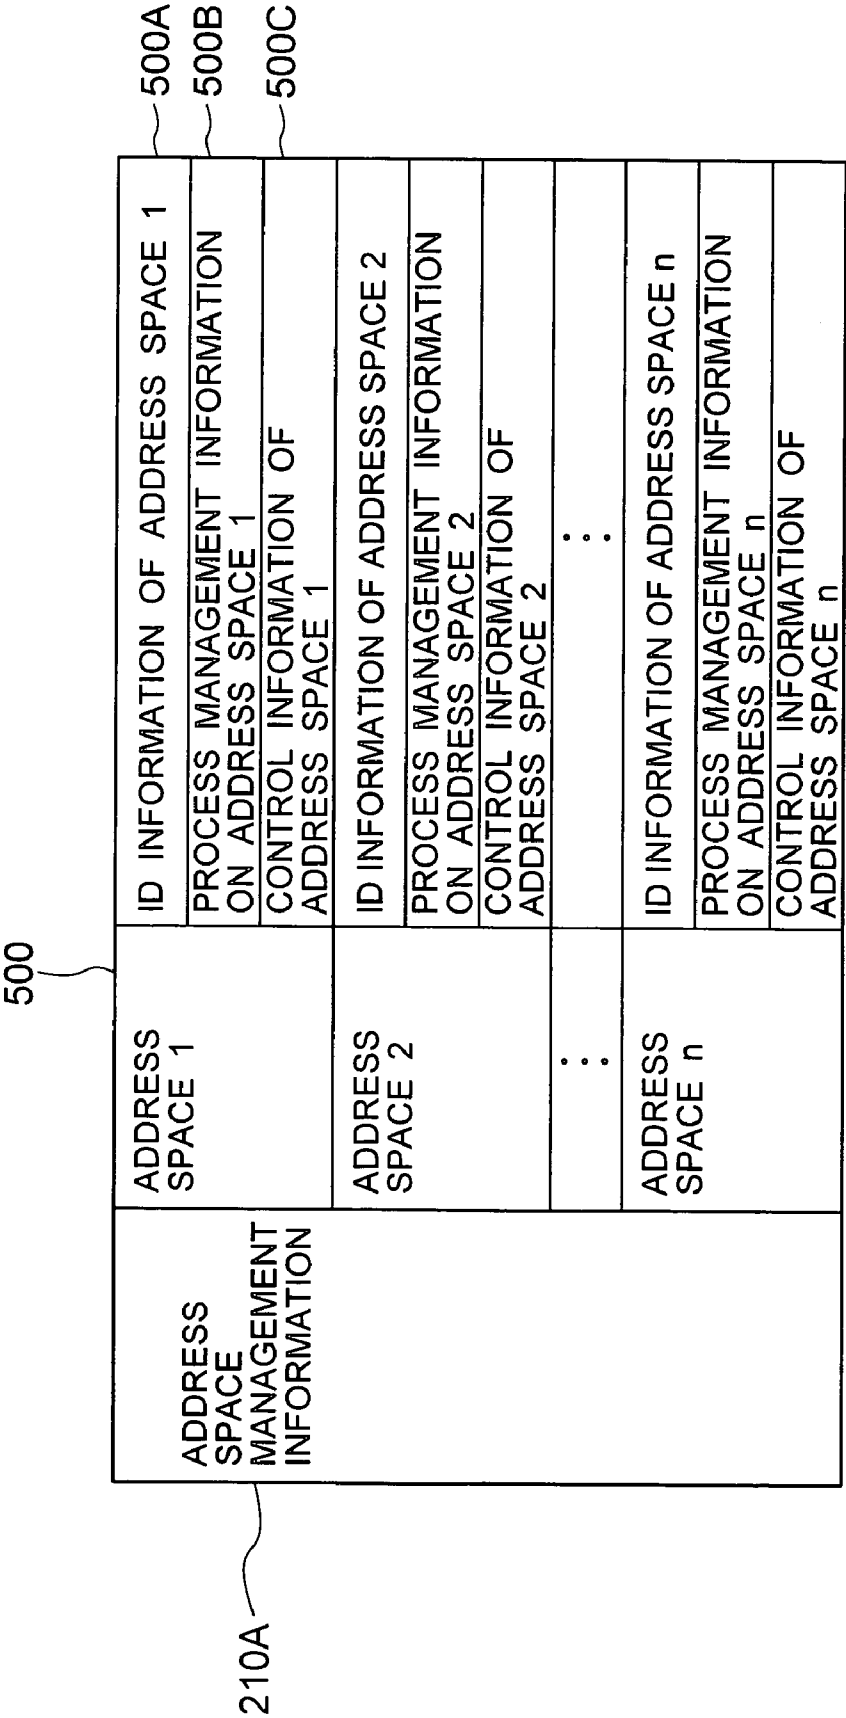 500
210A
ADDRESS
SPACE
MANAGEMENT
INFORMATION
ADDRESS
SPACE 1
ID INFORMATION OF ADDRESS SPACE 1
500A
PROCESS MANAGEMENT INFORMATION
ON ADDRESS SPACE 1
500B
CONTROL INFORMATION OF
ADDRESS SPACE 1
500C
ADDRESS
SPACE 2
ID INFORMATION OF ADDRESS SPACE 2
PROCESS MANAGEMENT INFORMATION
ON ADDRESS SPACE 2
CONTROL INFORMATION OF
ADDRESS SPACE 2
...
...
ADDRESS
SPACE n
ID INFORMATION OF ADDRESS SPACE n
PROCESS MANAGEMENT INFORMATION
ON ADDRESS SPACE n
CONTROL INFORMATION OF
ADDRESS SPACE n